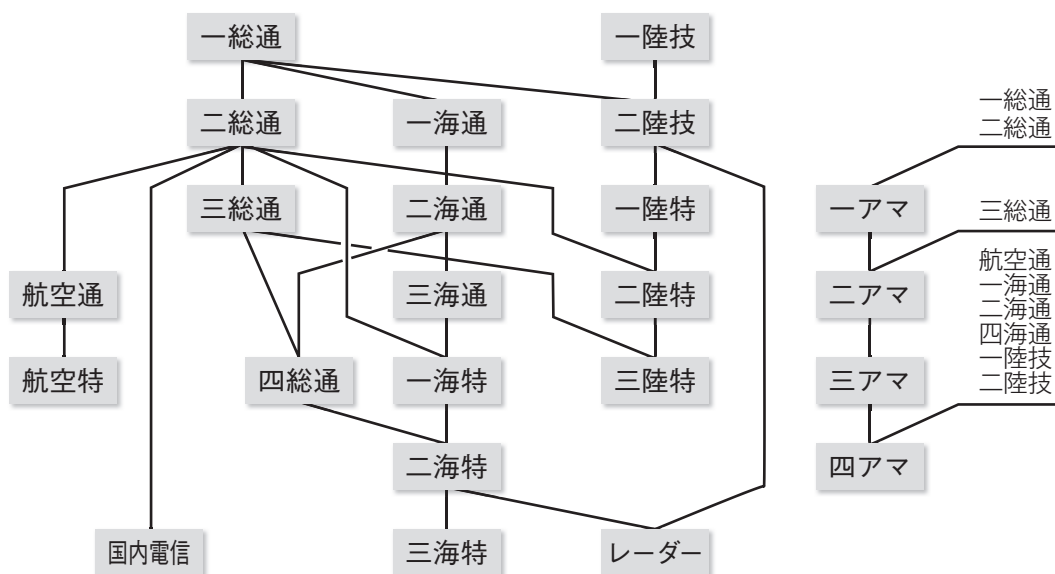 一総通
一陸技
二総通
一海通
二陸技
一総通
二総通
三総通
二海通
一陸特
一アマ
三総通
航空通
三海通
二陸特
二アマ
航空通
一海通
二海通
四海通
一陸技
二陸技
航空特
四総通
一海特
三陸特
三アマ
二海特
四アマ
国内電信
三海特
レーダー